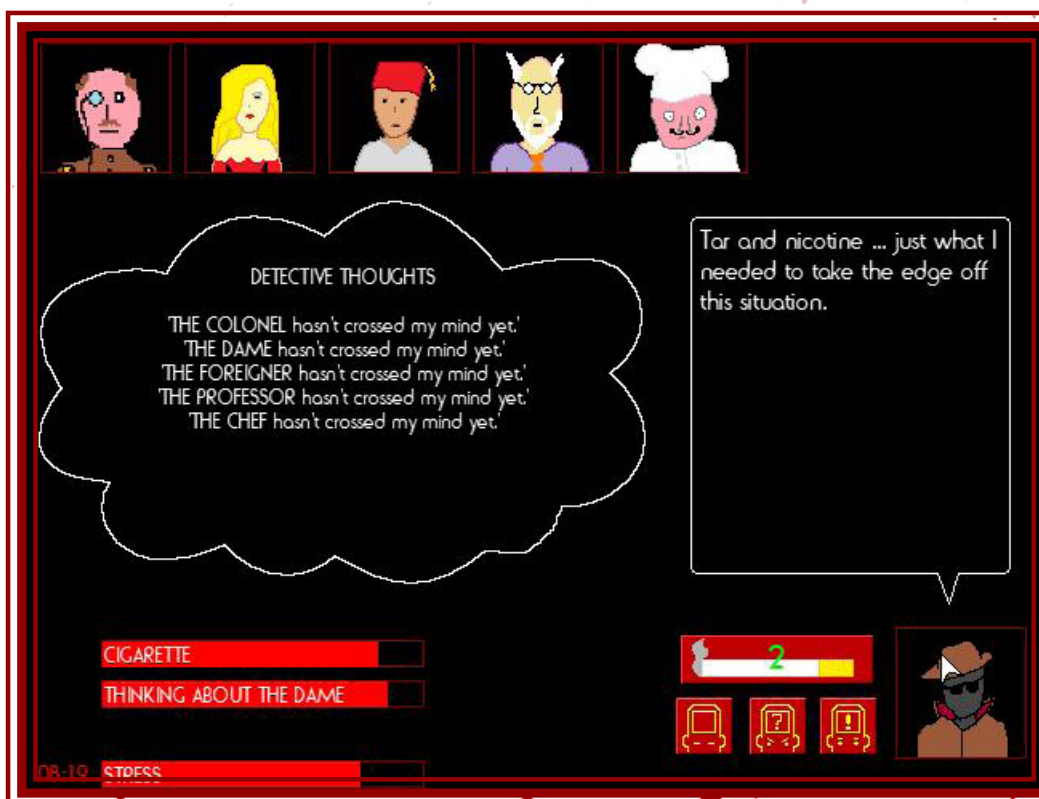 DETECTIVE THOUGHTS
'THE COLONEL hasn't crossed my mind yet.'
'THE DAME hasn't crossed my mind yet.'
'THE FOREIGNER hasn't crossed my mind yet.'
'THE PROFESSOR hasn't crossed my mind yet.'
'THE CHEF hasn't crossed my mind yet.'
Tar and nicotine ... just what I
needed to take the edge off
this situation.
CIGARETTE
THINKING ABOUT THE DAME
2
? !
08:19 STRESS